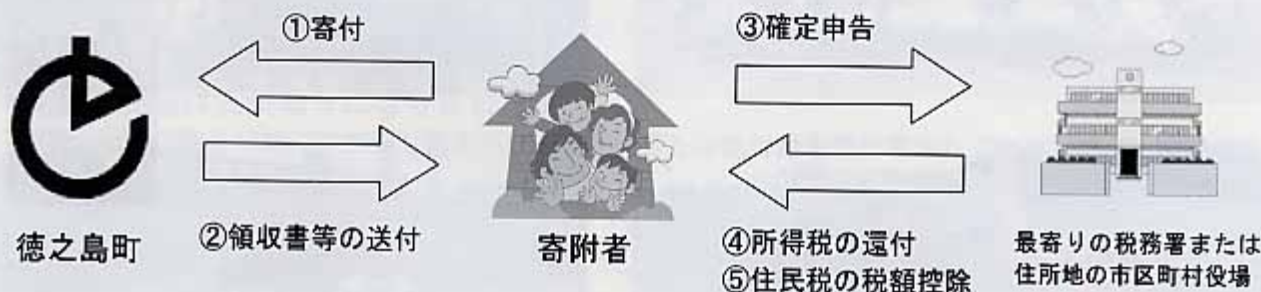 ①寄付
③確定申告
徳之島町
②領収書等の送付
寄附者
④所得税の還付
⑤住民税の税額控除
最寄りの税務署または
住所地の市区町村役場